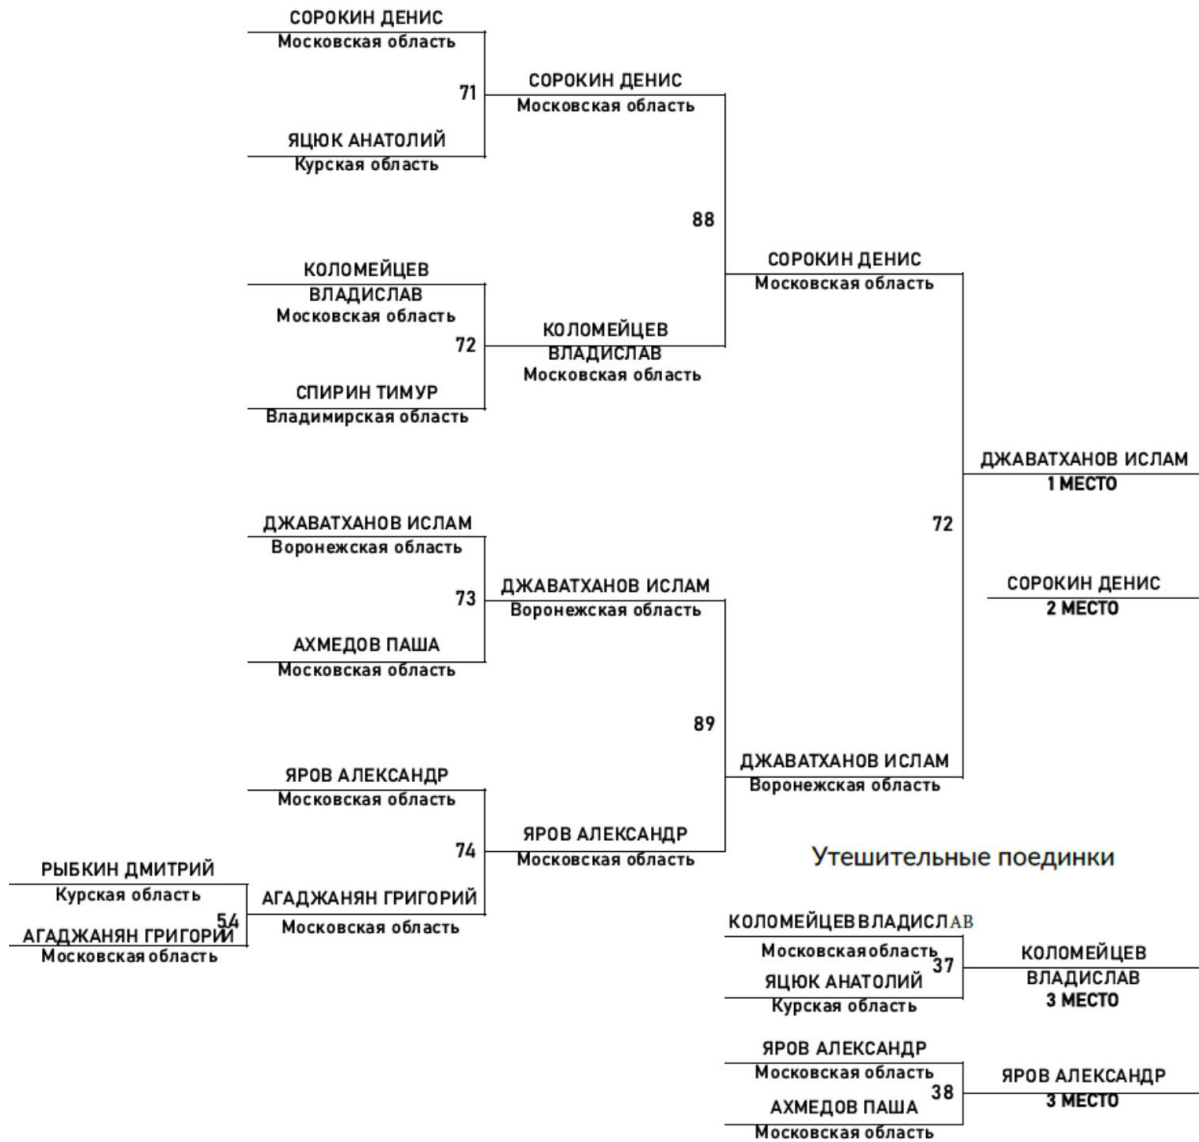 СОРОКИН ДЕНИС
Московская область
71
ЯЦЮК АНАТОЛИЙ
Курская область
СОРОКИН ДЕНИС
Московская область
88
КОЛОМЕЙЦЕВ
ВЛАДИСЛАВ
Московская область
72
СПИРИН ТИМУР
Владимирская область
КОЛОМЕЙЦЕВ
ВЛАДИСЛАВ
Московская область
СОРОКИН ДЕНИС
Московская область
ДЖАВАТХАНОВ ИСЛАМ
1 МЕСТО
72
СОРОКИН ДЕНИС
2 МЕСТО
ДЖАВАТХАНОВ ИСЛАМ
Воронежская область
73
АХМЕДОВ ПАША
Московская область
ДЖАВАТХАНОВ ИСЛАМ
Воронежская область
89
ДЖАВАТХАНОВ ИСЛАМ
Воронежская область
ЯРОВ АЛЕКСАНДР
Московская область
74
ЯРОВ АЛЕКСАНДР
Московская область
РЫБКИН ДМИТРИЙ
Курская область
54
АГАДЖАНЯН ГРИГОРИЙ
Московская область
АГАДЖАНЯН ГРИГОРИЙ
Московская область
Утешительные поединки
КОЛОМЕЙЦЕВ ВЛАДИСЛАВ
Московская область
37
ЯЦЮК АНАТОЛИЙ
Курская область
КОЛОМЕЙЦЕВ
ВЛАДИСЛАВ
3 МЕСТО
ЯРОВ АЛЕКСАНДР
Московская область
38
АХМЕДОВ ПАША
Московская область
ЯРОВ АЛЕКСАНДР
3 МЕСТО